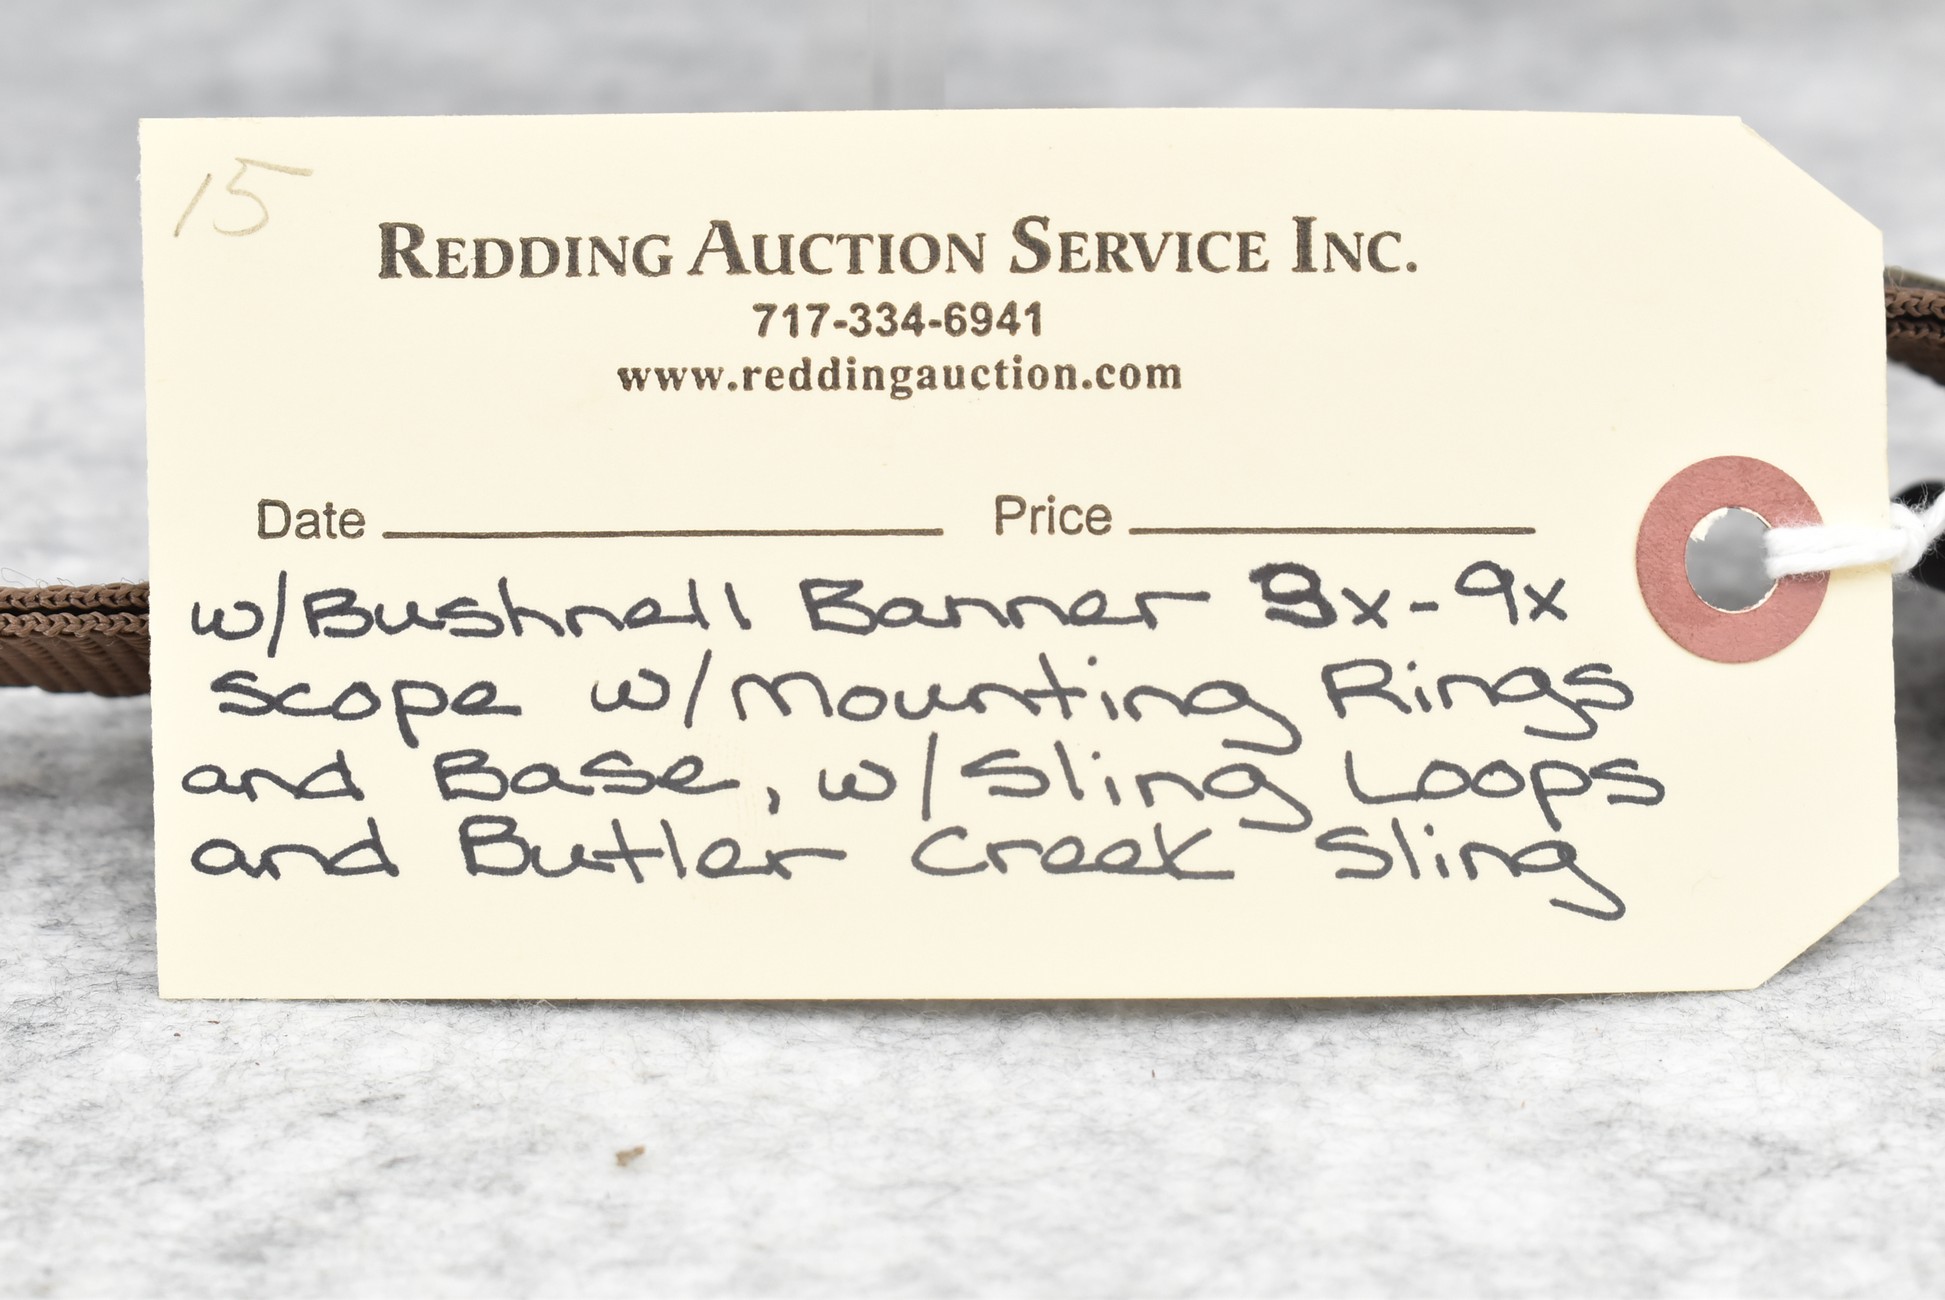 15
REDDING AUCTION SERVICE INC.
717-334-6941
www.reddingauction.com
Date Price
w/Bushnell Banner 3x-9x
scope w/Mounting Rings
and Base, w/Sling Loops
and Butler Creek Sling